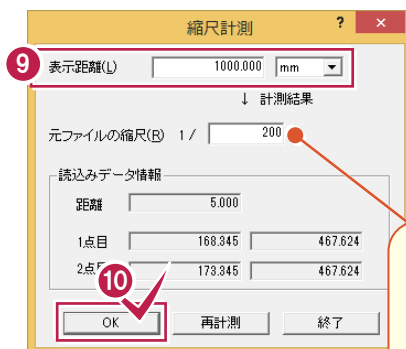 縮尺計測 ? ×
9 表示距離(L) 1000.000 mm
↓ 計測結果
元ファイルの縮尺(R) 1 / 200
読込みデータ情報
距離 5.000
1点目 168.345 467.624
2点目 173.345 467.624
10
OK 再計測 終了